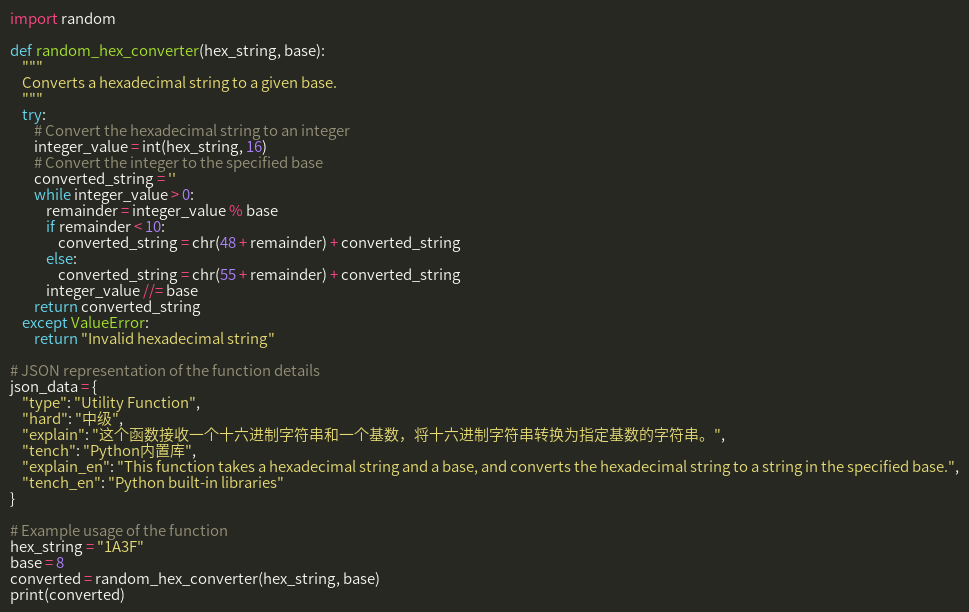 import random

def random_hex_converter(hex_string, base):
    """
    Converts a hexadecimal string to a given base.
    """
    try:
        # Convert the hexadecimal string to an integer
        integer_value = int(hex_string, 16)
        # Convert the integer to the specified base
        converted_string = ''
        while integer_value > 0:
            remainder = integer_value % base
            if remainder < 10:
                converted_string = chr(48 + remainder) + converted_string
            else:
                converted_string = chr(55 + remainder) + converted_string
            integer_value //= base
        return converted_string
    except ValueError:
        return "Invalid hexadecimal string"

# JSON representation of the function details
json_data = {
    "type": "Utility Function",
    "hard": "中级",
    "explain": "这个函数接收一个十六进制字符串和一个基数，将十六进制字符串转换为指定基数的字符串。",
    "tench": "Python内置库",
    "explain_en": "This function takes a hexadecimal string and a base, and converts the hexadecimal string to a string in the specified base.",
    "tench_en": "Python built-in libraries"
}

# Example usage of the function
hex_string = "1A3F"
base = 8
converted = random_hex_converter(hex_string, base)
print(converted)